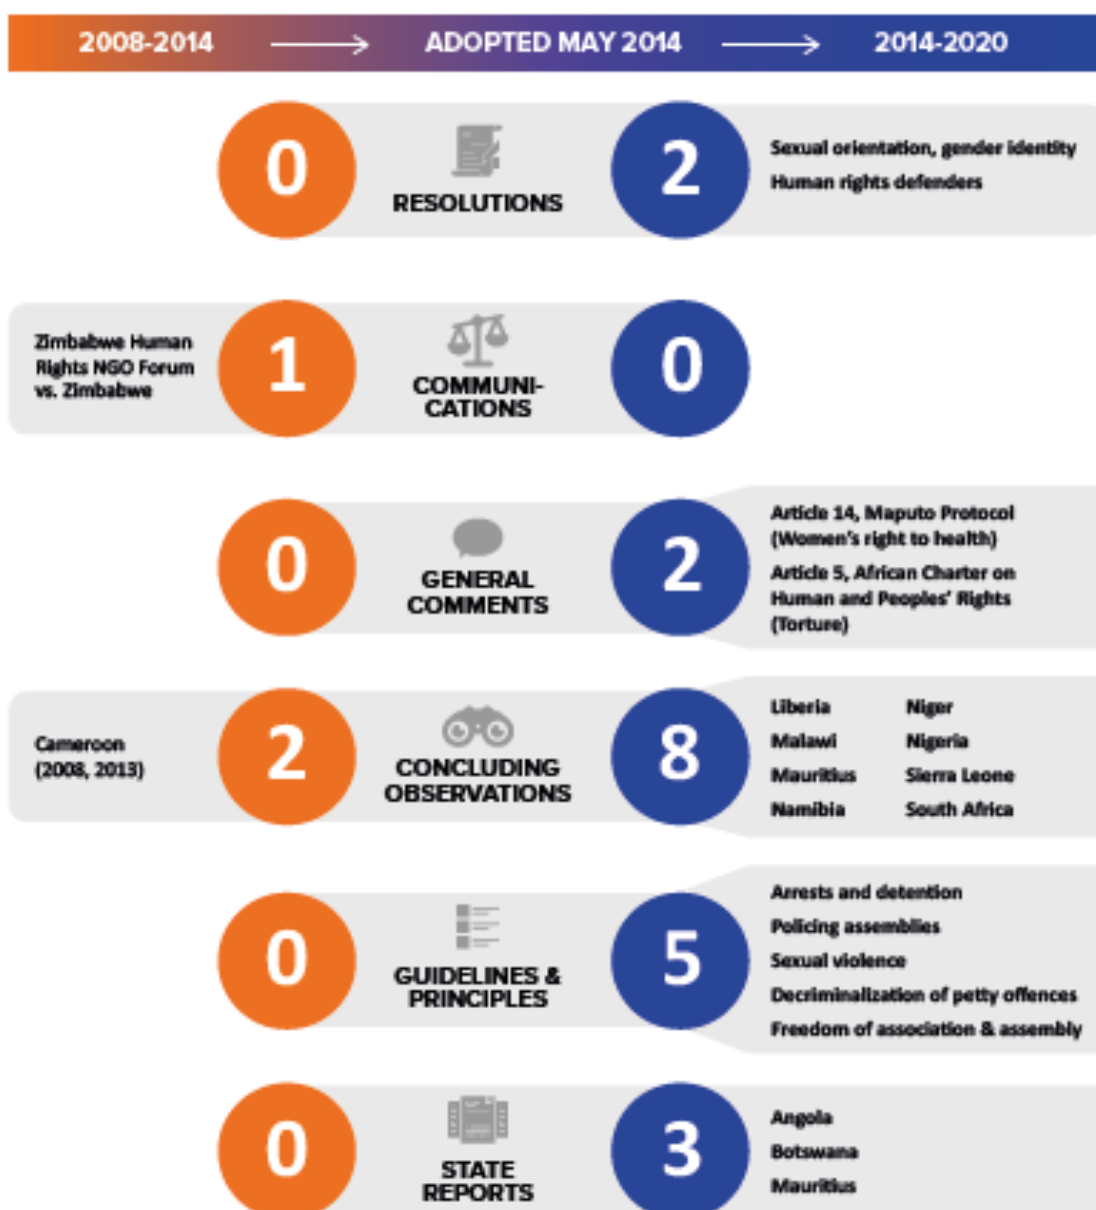 2008-2014
ADOPTED MAY 2014
2014-2020
0
RESOLUTIONS
2
Sexual orientation, gender identity
Human rights defenders
Zimbabwe Human
Rights NGO Forum
vs. Zimbabwe
1
COMMUNI-
CATIONS
0
0
GENERAL
COMMENTS
2
Article 14, Maputo Protocol
(Women's right to health)
Article 5, African Charter on
Human and Peoples' Rights
(Torture)
Cameroon
(2008, 2013)
2
CONCLUDING
OBSERVATIONS
8
Liberia
Malawi
Mauritius
Namibia
Niger
Nigeria
Sierra Leone
South Africa
0
GUIDELINES &
PRINCIPLES
5
Arrests and detention
Policing assemblies
Sexual violence
Decriminalization of petty offences
Freedom of association & assembly
0
STATE
REPORTS
3
Angola
Botswana
Mauritius